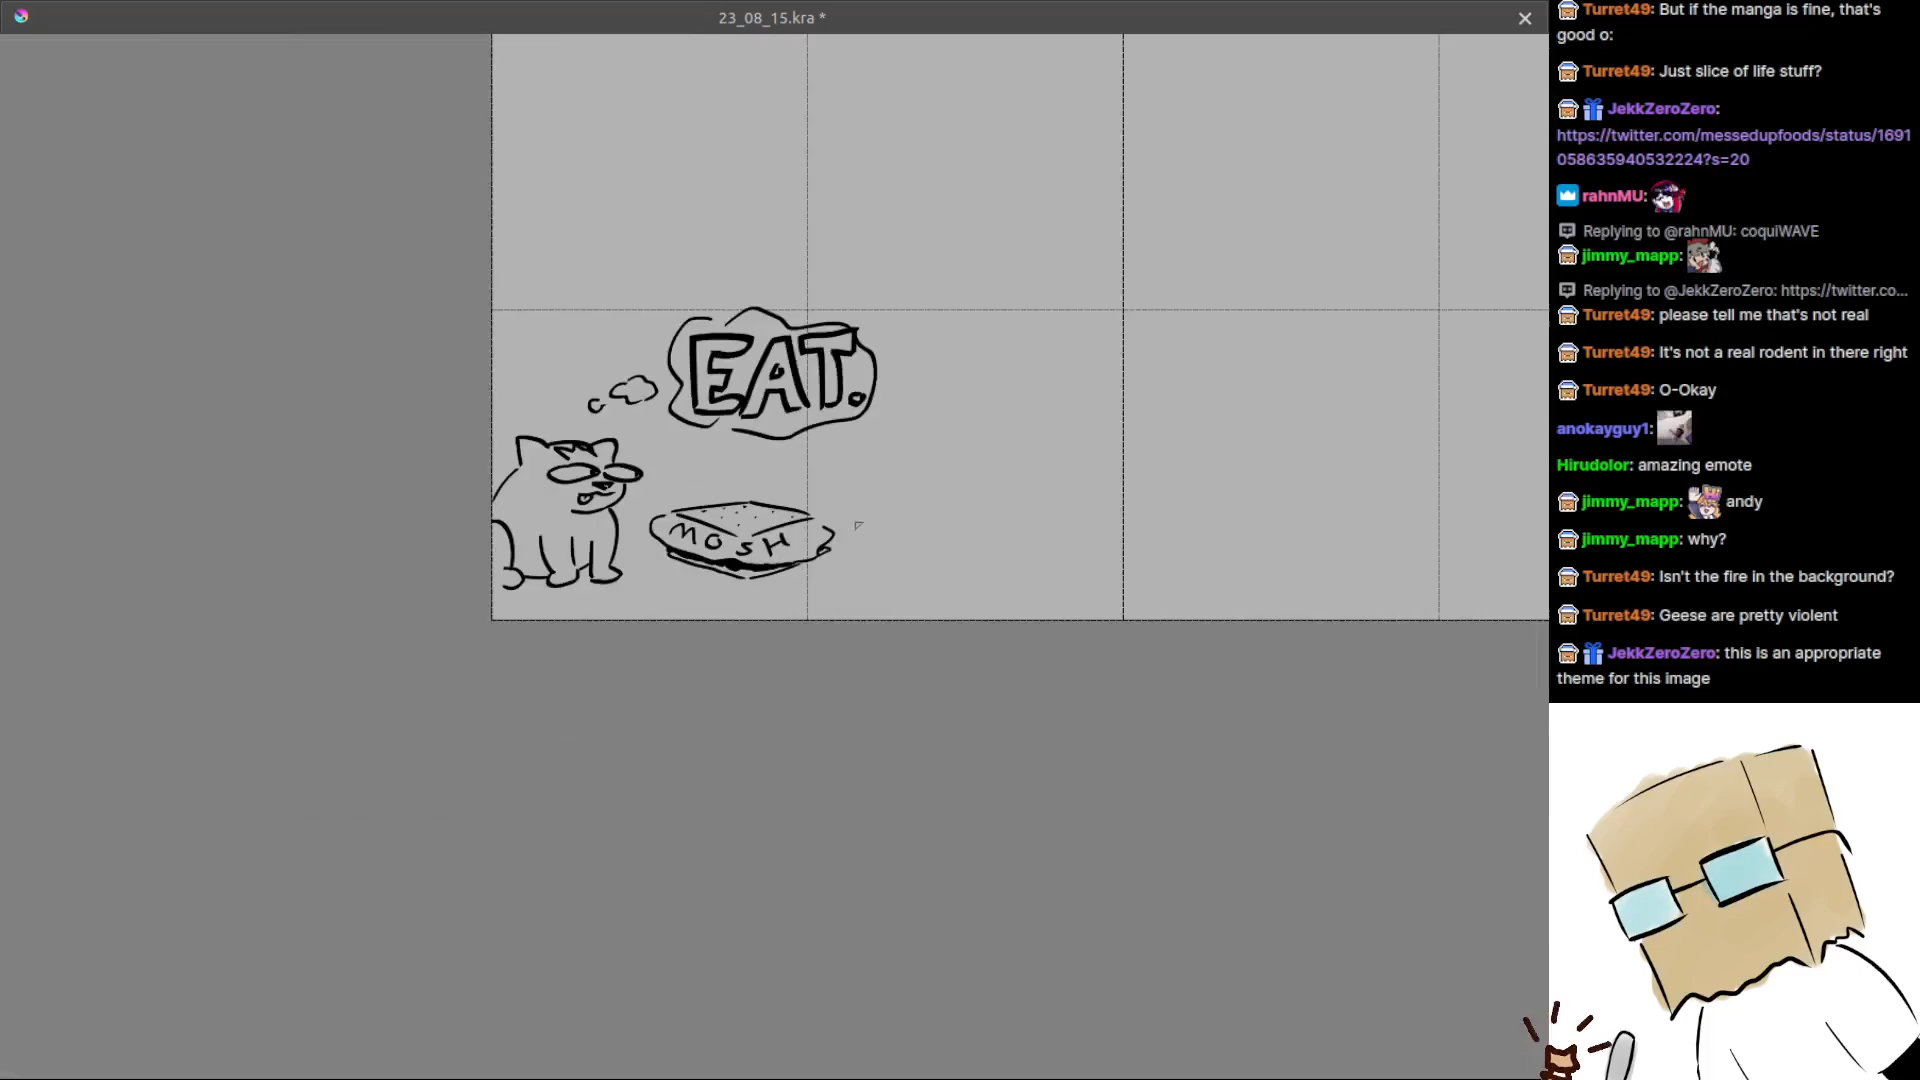 23_08_15.kra *
EAT.
MOSH
Turret49: But if the manga is fine, that's
good o:
Turret49: Just slice of life stuff?
JekkZeroZero:
https://twitter.com/messedupfoods/status/1691
058635940532224?s=20
rahnMU:
Replying to @rahnMU: coquiWAVE
jimmy_mapp:
Replying to @JekkZeroZero: https://twitter.co...
Turret49: please tell me that's not real
Turret49: It's not a real rodent in there right
Turret49: O-Okay
anokayguy1:
Hirudolor: amazing emote
jimmy_mapp: andy
jimmy_mapp: why?
Turret49: Isn't the fire in the background?
Turret49: Geese are pretty violent
JekkZeroZero: this is an appropriate
theme for this image